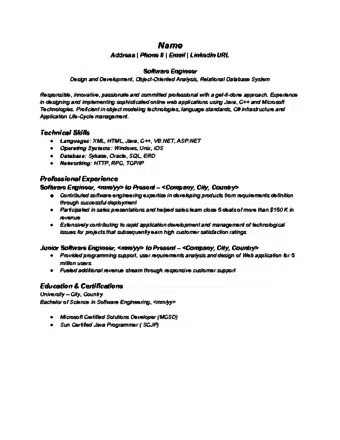 Name
Address | Phone # | Email | LinkedIn URL
Software Engineer
Design and Development, Object-Oriented Analysis, Relational Database System
Responsible, innovative, passionate and committed professional with a get-it-done approach. Experience
in designing and implementing sophisticated online web applications using Java, C++ and Microsoft
Technologies. Proficient in object modeling technologies, language standards, C# infrastructure and
Application Life-Cycle management.
Technical Skills
• Languages: XML, HTML, Java, C++, VB.NET, ASP.NET
• Operating Systems: Windows, Unix, iOS
• Database: Sybase, Oracle, SQL, ERD
• Networking: HTTP, RPG, TCP/IP
Professional Experience
Software Engineer, <mm/yy> to Present – <Company, City, Country>
• Contributed software engineering expertise in developing products from requirements definition
through successful deployment
• Participated in sales presentations and helped sales team close 5 deals of more than $150 K in
revenue
• Extensively contributing to rapid application development and management of technological
issues for projects that subsequently earn high customer satisfaction ratings
Junior Software Engineer, <mm/yy> to Present – <Company, City, Country>
• Provided programming support, user requirements analysis and design of Web application for 5
million users
• Fueled additional revenue stream through responsive customer support
Education & Certifications
University – City, Country
Bachelor of Science in Software Engineering, <mm/yy>
• Microsoft Certified Solutions Developer (MCSD)
• Sun Certified Java Programmer ( SCJP)